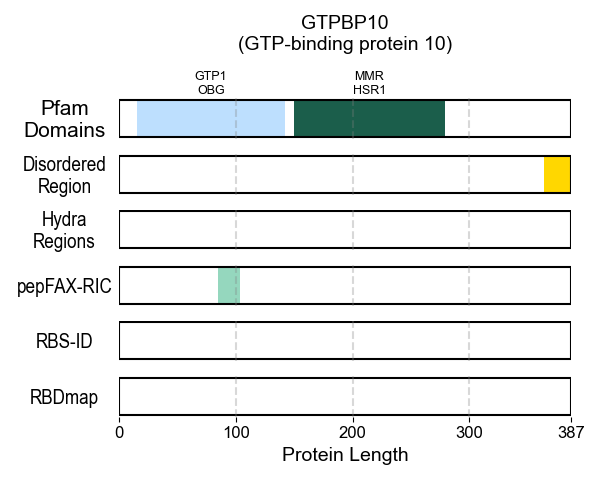 GTPBP10
(GTP-binding protein 10)
GTP1
OBG
MMR
HSR1
Pfam
Domains
Disordered
Region
Hydra
Regions
pepFAX-RIC
RBS-ID
RBDmap
0 100 200 300 387
Protein Length